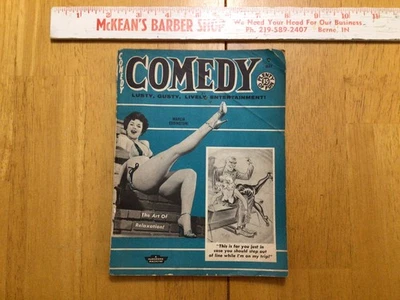 McKEAN'S BARBER SHOP
We Need Your Head For Our Business
Ph. 219-589-2407 Berne, IN
COMEDY
COMEDY
LUSTY, GUSTY, LIVELY ENTERTAINMENT!
The Art Of
Relaxation!
"This is for you just in
case you should step out
of line while I'm on my trip!"